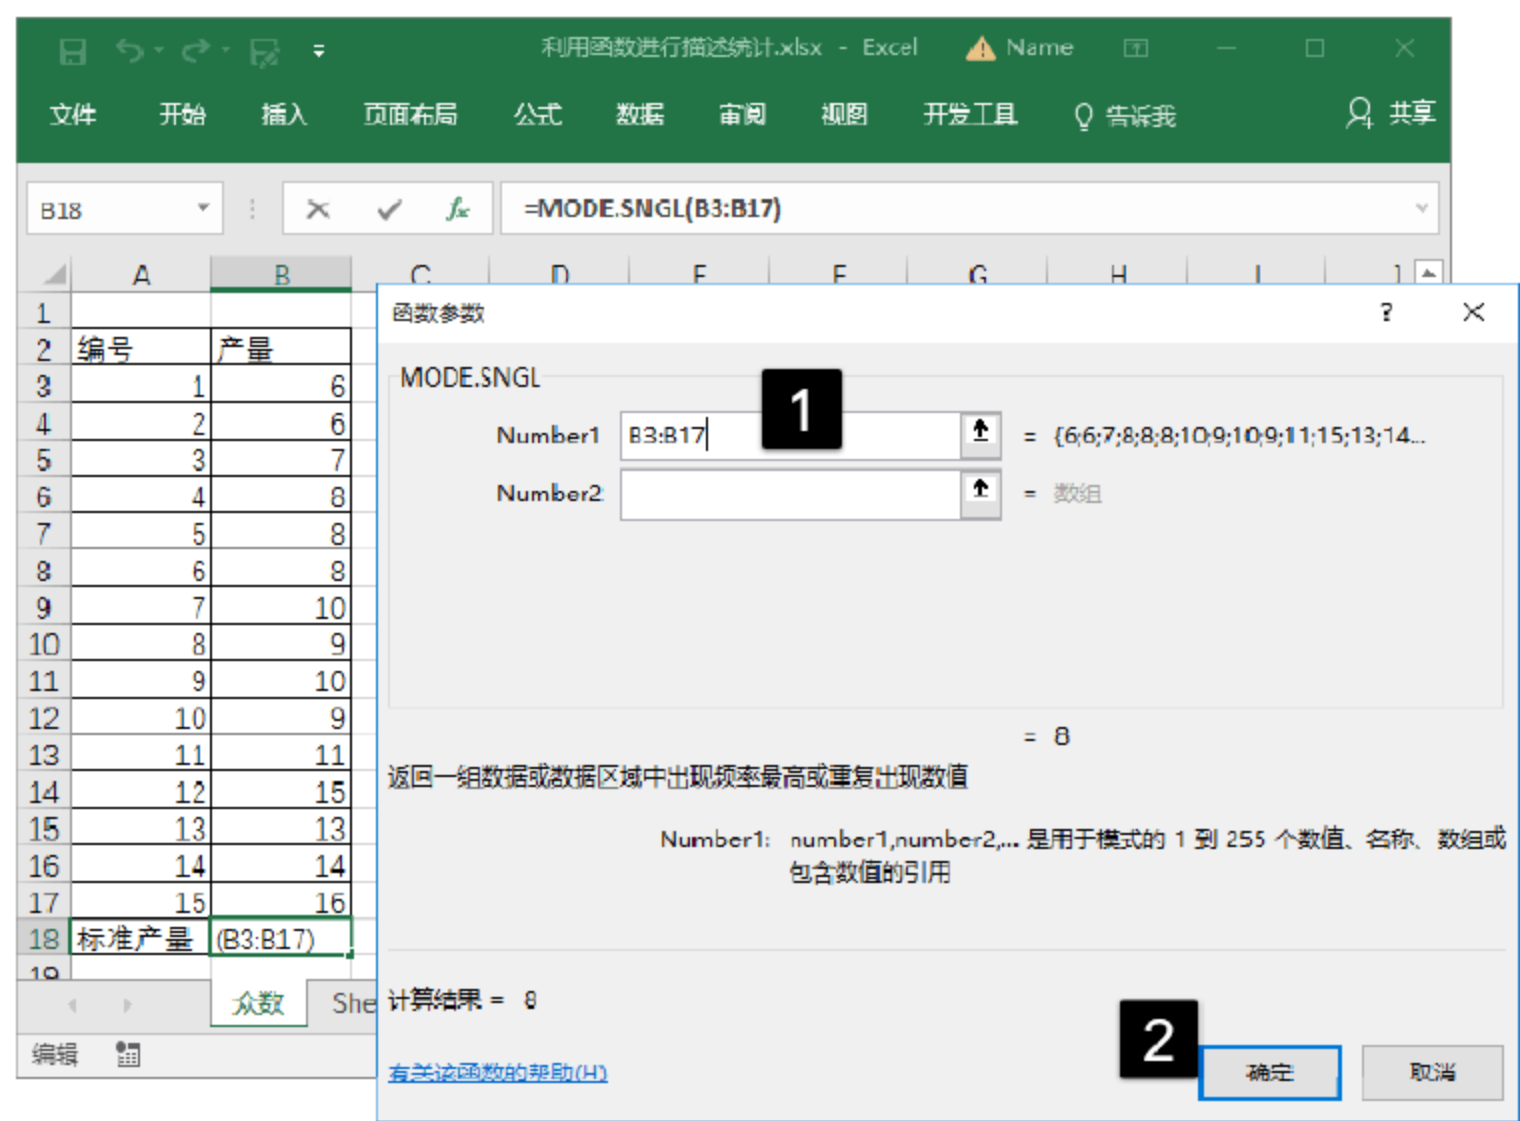 利用函数进行描述统计.xlsx - Excel Name
文件 开始 插入 页面布局 公式 数据 审阅 视图 开发工具 告诉我 共享
B18 fx =MODE.SNGL(B3:B17)
A B C D E F G H I J
1
2 编号 产量
3 1 6
4 2 6
5 3 7
6 4 8
7 5 8
8 6 8
9 7 10
10 8 9
11 9 10
12 10 9
13 11 11
14 12 15
15 13 13
16 14 14
17 15 16
18 标准产量 (B3:B17)
19
众数 She
编辑
函数参数 ?
MODE.SNGL
1
Number1 B3:B17 = {6;6;7;8;8;8;10;9;10;9;11;15;13;14...
Number2 = 数组
= 8
返回一组数据或数据区域中出现频率最高或重复出现数值
Number1: number1,number2,... 是用于模式的 1 到 255 个数值、名称、数组或
包含数值的引用
计算结果 = 8
2
有关该函数的帮助(H) 确定 取消